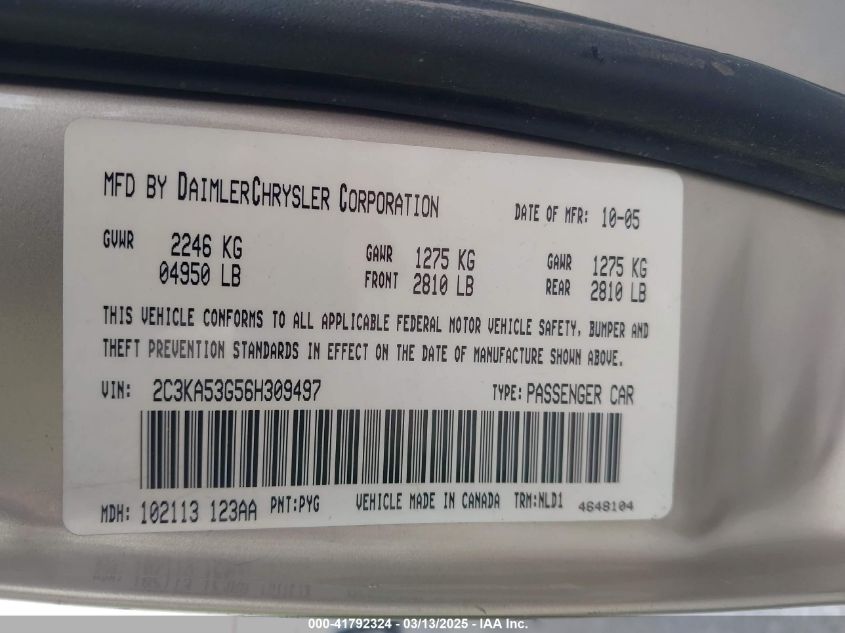 MFD BY DAIMLERCHRYSLER CORPORATION DATE OF MFR: 10-05
GVWR 2246 KG GAWR 1275 KG GAWR 1275 KG
04950 LB FRONT 2810 LB REAR 2810 LB
THIS VEHICLE CONFORMS TO ALL APPLICABLE FEDERAL MOTOR VEHICLE SAFETY, BUMPER AND
THEFT PREVENTION STANDARDS IN EFFECT ON THE DATE OF MANUFACTURE SHOWN ABOVE.
VIN: 2C3KA53G56H309497 TYPE: PASSENGER CAR
MDH: 102113 123AA PNT:PYG VEHICLE MADE IN CANADA TRM:NLD1 4648104
000-41792324 - 03/13/2025 - IAA Inc.